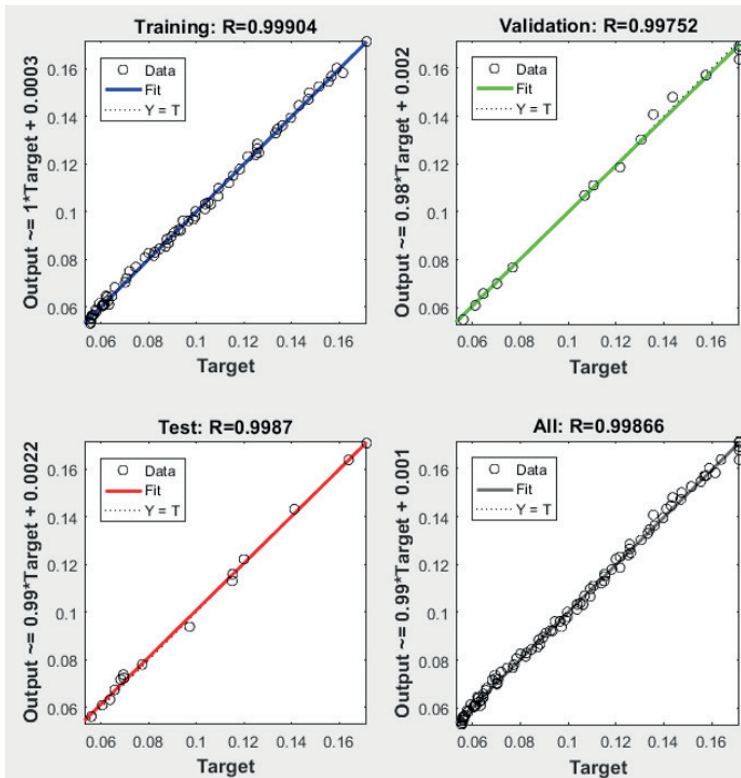 Training: R=0.99904
Output ~= 1*Target + 0.0003
0.16
0.14
0.12
0.1
0.08
0.06
Data
Fit
Y = T
0.06 0.08 0.1 0.12 0.14 0.16
Target
Validation: R=0.99752
Output ~= 0.98*Target + 0.002
0.16
0.14
0.12
0.1
0.08
0.06
Data
Fit
Y = T
0.06 0.08 0.1 0.12 0.14 0.16
Target
Test: R=0.9987
Output ~= 0.99*Target + 0.0022
0.16
0.14
0.12
0.1
0.08
0.06
Data
Fit
Y = T
0.06 0.08 0.1 0.12 0.14 0.16
Target
All: R=0.99866
Output ~= 0.99*Target + 0.001
0.16
0.14
0.12
0.1
0.08
0.06
Data
Fit
Y = T
0.06 0.08 0.1 0.12 0.14 0.16
Target